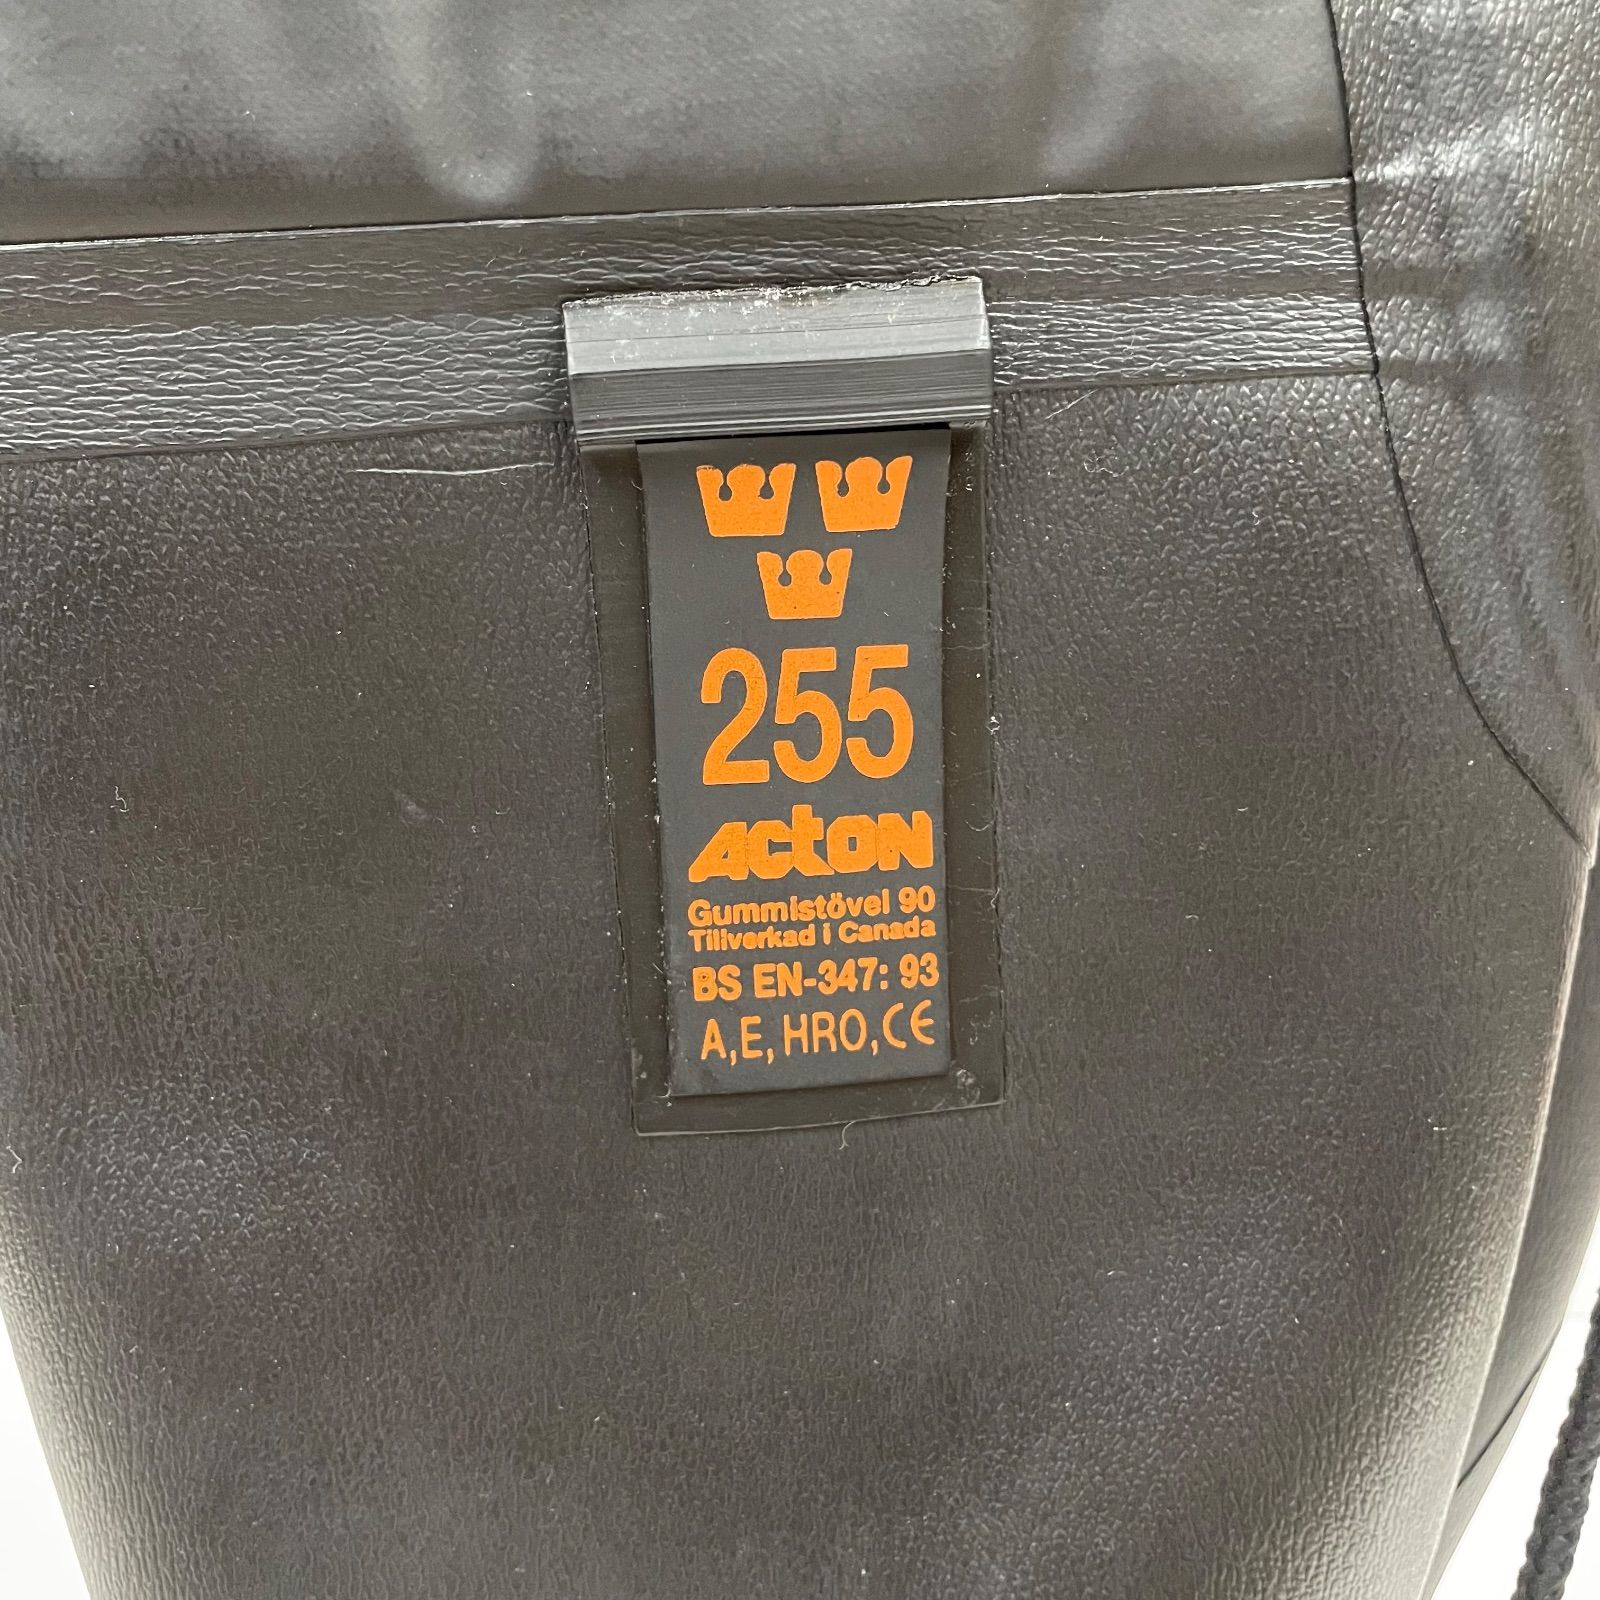 255
Acton
Gummistövel 90
Tillverkad i Canada
BS EN-347: 93
A,E, HRO,CE